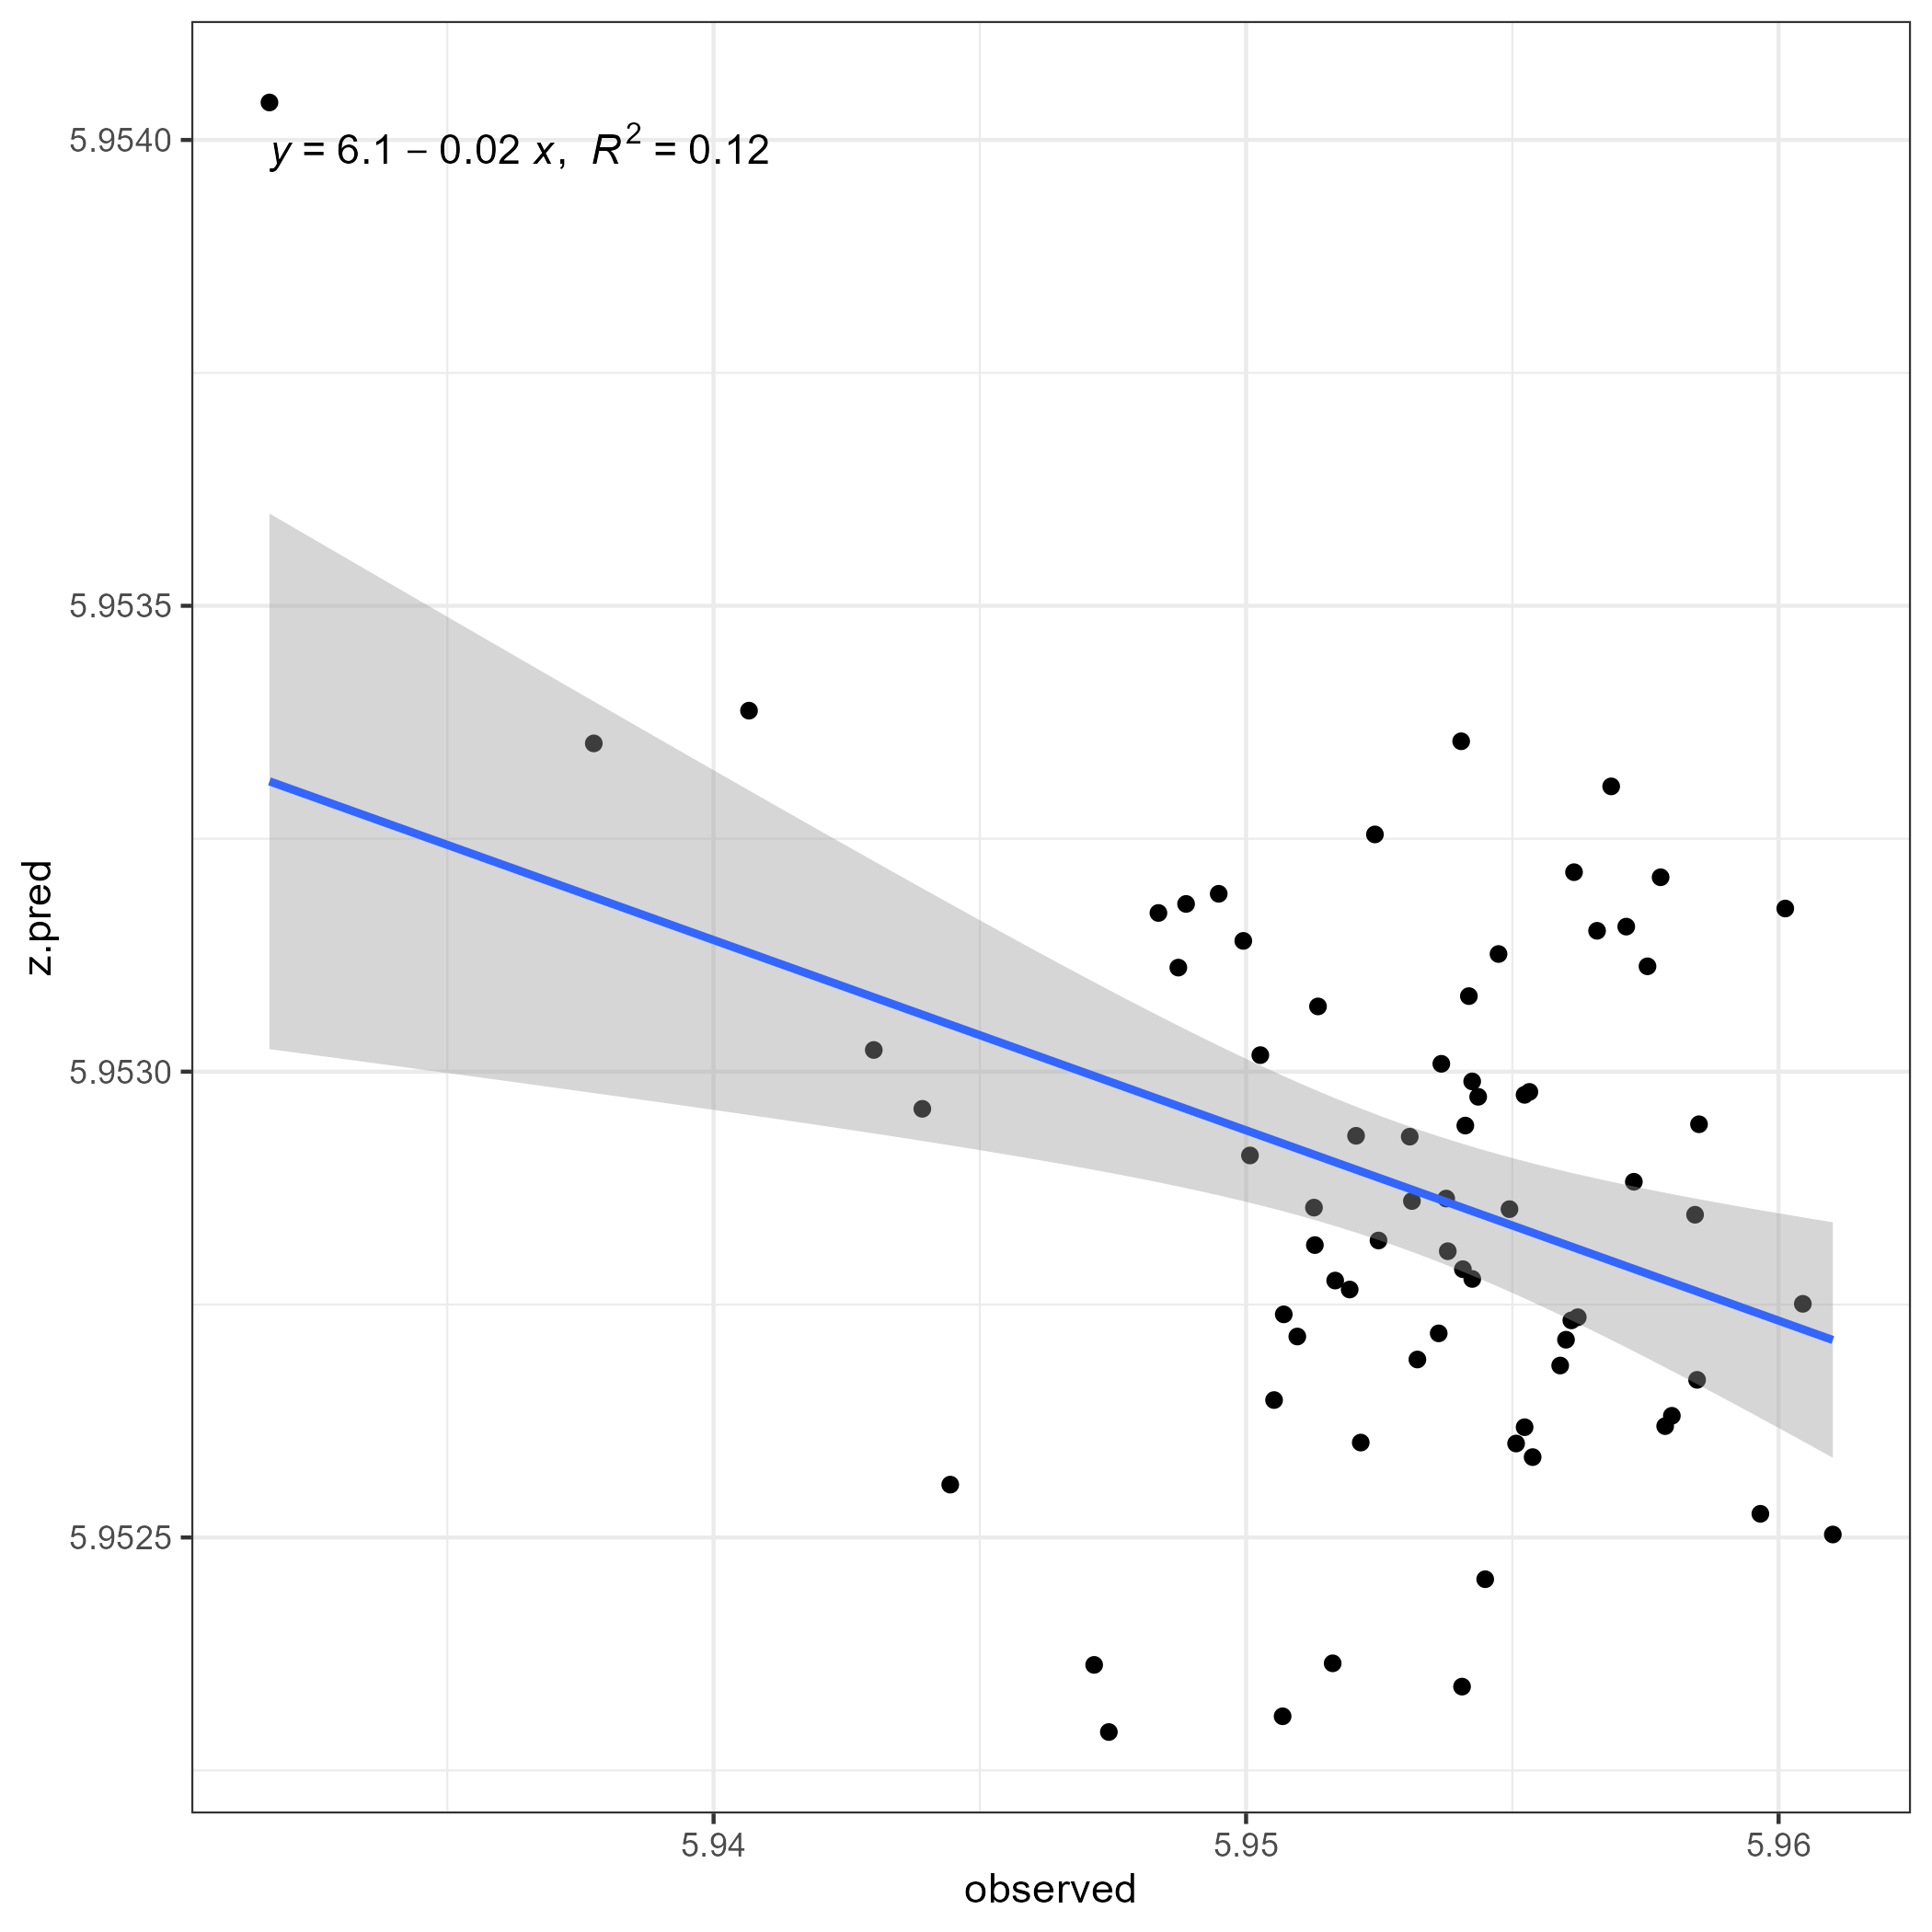 5.9540
y = 6.1 – 0.02 x, R² = 0.12
5.9535
5.9530
5.9525
z.pred
5.94 5.95 5.96
observed